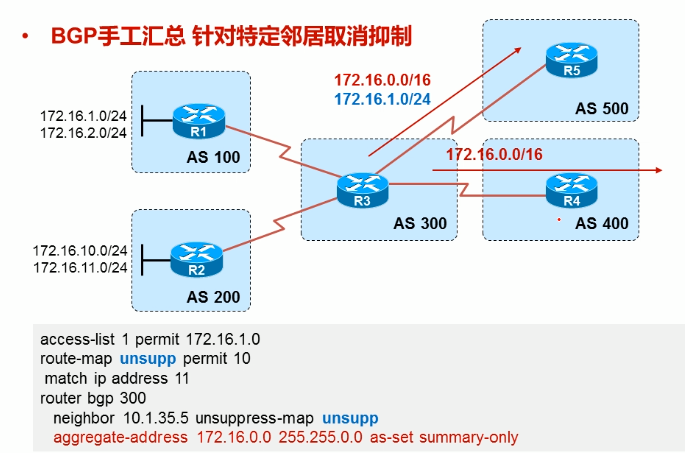 • BGP手工汇总 针对特定邻居取消抑制
172.16.0.0/16
172.16.1.0/24
R5
AS 500
172.16.1.0/24
172.16.2.0/24
R1
AS 100
172.16.0.0/16
R3
AS 300
R4
AS 400
172.16.10.0/24
172.16.11.0/24
R2
AS 200
access-list 1 permit 172.16.1.0
route-map unsupp permit 10
match ip address 11
router bgp 300
neighbor 10.1.35.5 unsuppress-map unsupp
aggregate-address 172.16.0.0 255.255.0.0 as-set summary-only